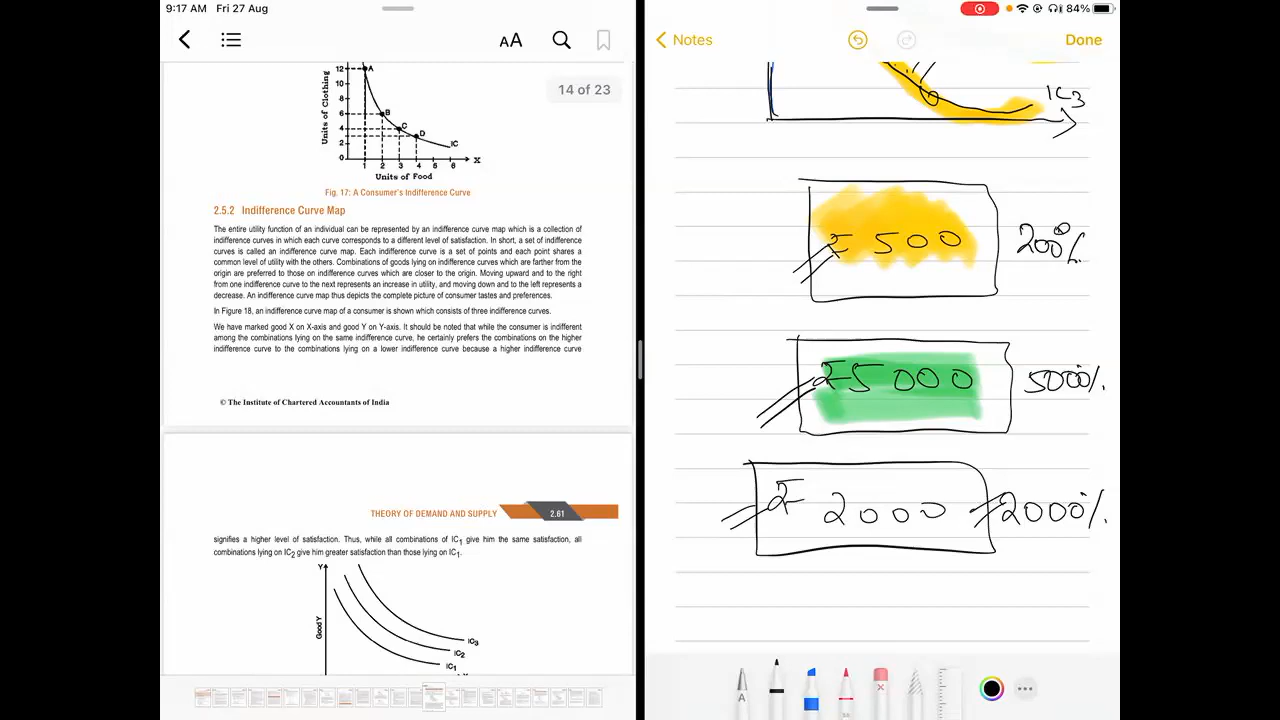 9:17 AM Fri 27 Aug
84%
AA
14 of 23
Units of Clothing
12
10
8
6
4
2
0
A
B
C
D
IC
X
1 2 3 4 5 6
Units of Food
Fig. 17: A Consumer's Indifference Curve
2.5.2 Indifference Curve Map
The entire utility function of an individual can be represented by an indifference curve map which is a collection of
indifference curves in which each curve corresponds to a different level of satisfaction. In short, a set of indifference
curves is called an indifference curve map. Each indifference curve is a set of points and each point shares a
common level of utility with the others. Combinations of goods lying on indifference curves which are farther from the
origin are preferred to those on indifference curves which are closer to the origin. Moving upward and to the right
from one indifference curve to the next represents an increase in utility, and moving down and to the left represents a
decrease. An indifference curve map thus depicts the complete picture of consumer tastes and preferences.
In Figure 18, an indifference curve map of a consumer is shown which consists of three indifference curves.
We have marked good X on X-axis and good Y on Y-axis. It should be noted that while the consumer is indifferent
among the combinations lying on the same indifference curve, he certainly prefers the combinations on the higher
indifference curve to the combinations lying on a lower indifference curve because a higher indifference curve
© The Institute of Chartered Accountants of India
THEORY OF DEMAND AND SUPPLY 2.61
signifies a higher level of satisfaction. Thus, while all combinations of IC1 give him the same satisfaction, all
combinations lying on IC2 give him greater satisfaction than those lying on IC1.
Y
Good Y
IC3
IC2
IC1
Notes
Done
IC3
₹ 500
200%
₹5000
5000%
₹ 2000
2000%